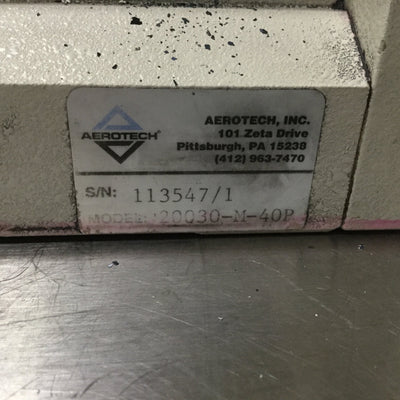 AEROTECH
AEROTECH, INC.
101 Zeta Drive
Pittsburgh, PA 15238
(412) 963-7470
S/N: 113547/1
MODEL: 20030-M-40P